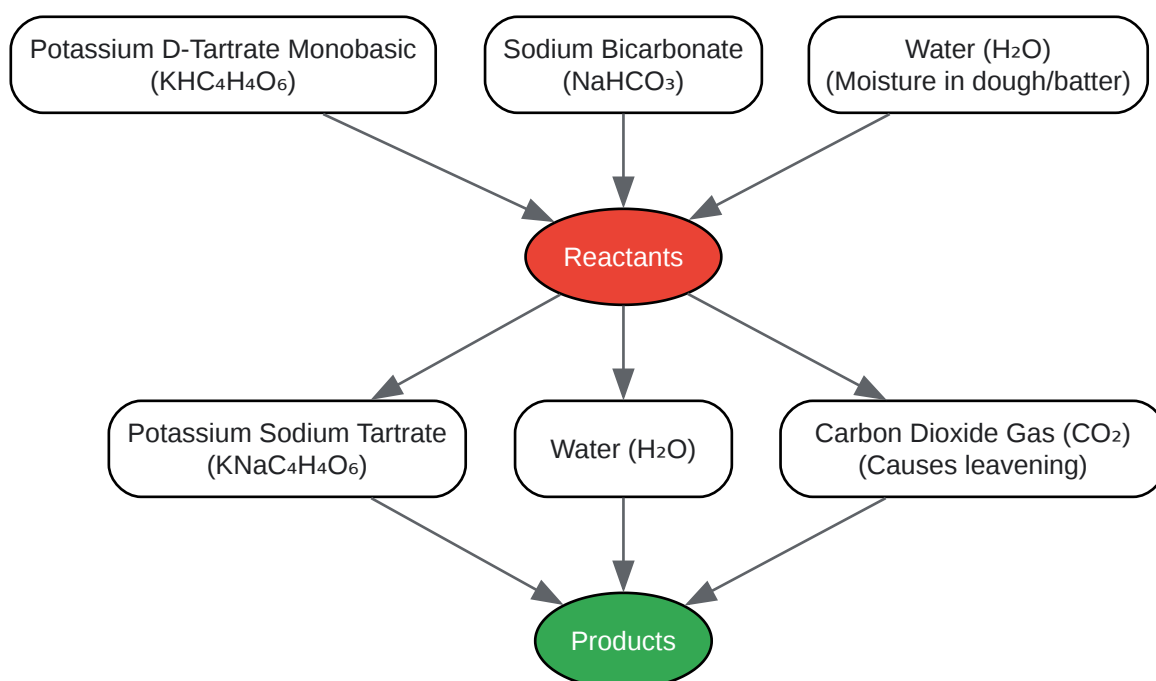 Potassium D-Tartrate Monobasic
(KHC₄H₄O₆)
Sodium Bicarbonate
(NaHCO₃)
Water (H₂O)
(Moisture in dough/batter)
Reactants
Potassium Sodium Tartrate
(KNaC₄H₄O₆)
Water (H₂O)
Carbon Dioxide Gas (CO₂)
(Causes leavening)
Products